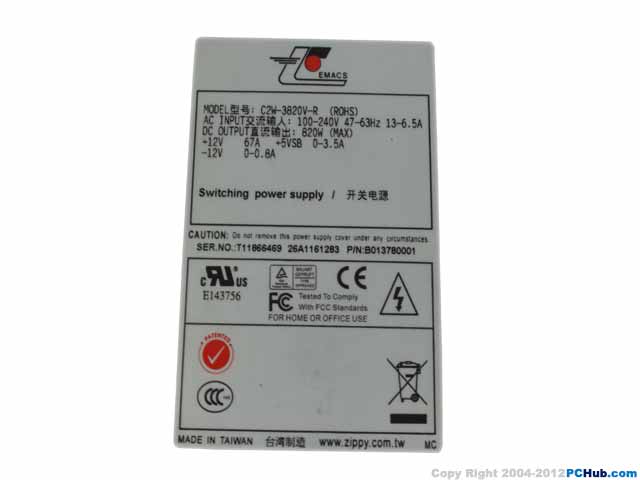 EMACS
MODEL型号: C2W-3820V-R (ROHS)
AC INPUT交流输入: 100-240V 47-63Hz 13-6.5A
DC OUTPUT直流输出: 820W (MAX)
+12V 67A +5VSB 0-3.5A
-12V 0-0.8A
Switching power supply / 开关电源
CAUTION: Do not remove this power supply cover under any circumstances.
SER.NO.:T11866469 26A1161283 P/N:B013780001
c RU US
E143756
CE
FC Tested To Comply
With FCC Standards
FOR HOME OR OFFICE USE
PATENTED
CCC
MADE IN TAIWAN 台湾制造 www.zippy.com.tw MC
Copy Right 2004-2012PCHub.com